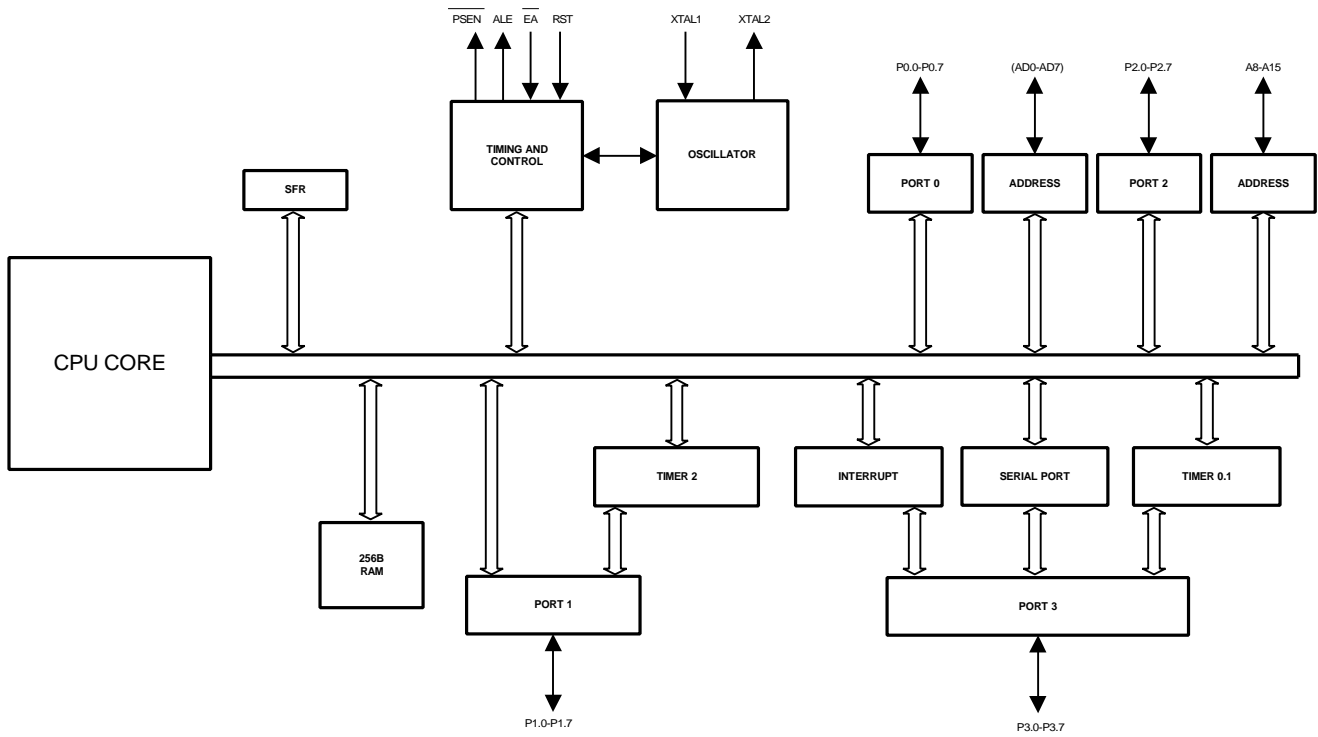 PSEN ALE EA RST XTAL1 XTAL2
P0.0-P0.7 (AD0-AD7) P2.0-P2.7 A8-A15
TIMING AND
CONTROL
OSCILLATOR
PORT 0 ADDRESS PORT 2 ADDRESS
SFR
CPU CORE
TIMER 2 INTERRUPT SERIAL PORT TIMER 0.1
256B
RAM
PORT 1 PORT 3
P1.0-P1.7 P3.0-P3.7